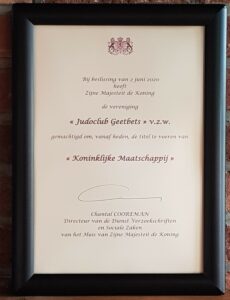 Bij beslissing van 2 juni 2020
heeft
Zijne Majesteit de Koning
de vereniging
« Judoclub Geetbets » v.z.w.
gemachtigd om, vanaf heden, de titel te voeren van
« Koninklijke Maatschappij »
Chantal COOREMAN
Directeur van de Dienst Verzoekschriften
en Sociale Zaken
van het Huis van Zijne Majesteit de Koning